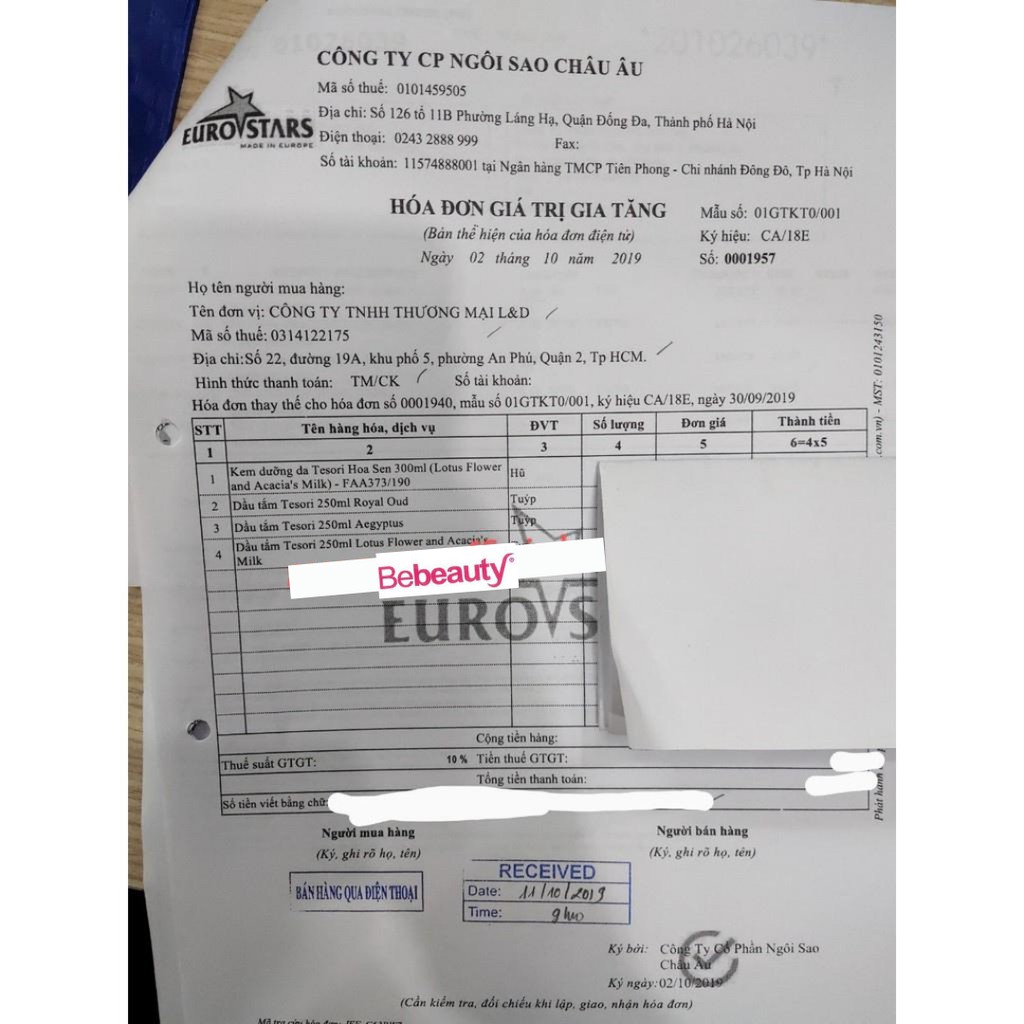 CÔNG TY CP NGÔI SAO CHÂU ÂU
Mã số thuế: 0101459505
Địa chỉ: Số 126 tổ 11B Phường Láng Hạ, Quận Đống Đa, Thành phố Hà Nội
EUROSTARS
MADE IN EUROPE
Điện thoại: 0243 2888 999 Fax:
Số tài khoản: 11574888001 tại Ngân hàng TMCP Tiên Phong - Chi nhánh Đông Đô, Tp Hà Nội
HÓA ĐƠN GIÁ TRỊ GIA TĂNG
Mẫu số: 01GTKT0/001
(Bản thể hiện của hóa đơn điện tử)
Ký hiệu: CA/18E
Ngày 02 tháng 10 năm 2019
Số: 0001957
Họ tên người mua hàng:
Tên đơn vị: CÔNG TY TNHH THƯƠNG MẠI L&D
Mã số thuế: 0314122175
Địa chỉ:Số 22, đường 19A, khu phố 5, phường An Phú, Quận 2, Tp HCM.
Hình thức thanh toán: TM/CK Số tài khoản:
Hóa đơn thay thế cho hóa đơn số 0001940, mẫu số 01GTKT0/001, ký hiệu CA/18E, ngày 30/09/2019
STT Tên hàng hóa, dịch vụ ĐVT Số lượng Đơn giá Thành tiền
1 2 3 4 5 6=4x5
1 Kem dưỡng da Tesori Hoa Sen 300ml (Lotus Flower and Acacia's Milk) - FAA373/190 Hũ
2 Dầu tắm Tesori 250ml Royal Oud Tuýp
3 Dầu tắm Tesori 250ml Aegyptus Tuýp
4 Dầu tắm Tesori 250ml Lotus Flower and Acacia's Milk
Bebeauty
EUROS
Cộng tiền hàng:
Thuế suất GTGT: 10 % Tiền thuế GTGT:
Tổng tiền thanh toán:
Số tiền viết bằng chữ:
.com.vn) - MST: 0101243150
Phát hành
Người mua hàng
(Ký, ghi rõ họ, tên)
Người bán hàng
(Ký, ghi rõ họ, tên)
BÁN HÀNG QUA ĐIỆN THOẠI
RECEIVED
Date: 11/10/2019
Time:
Ký bởi: Công Ty Cổ Phần Ngôi Sao Châu Âu
Ký ngày: 02/10/2019
(Cần kiểm tra, đối chiếu khi lập, giao, nhận hóa đơn)